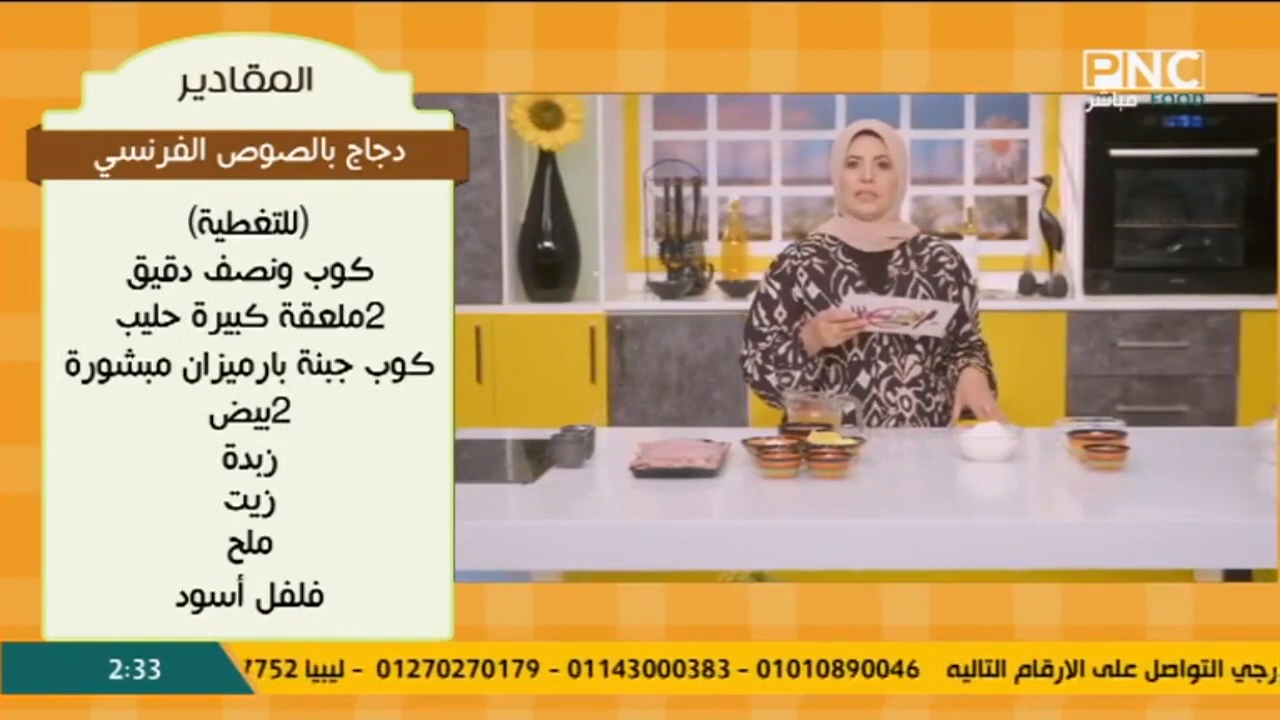 المقادير
دجاج بالصوص الفرنسي
(للتغطية)
كوب ونصف دقيق
2ملعقة كبيرة حليب
كوب جبنة بارميزان مبشورة
2بيض
زبدة
زيت
ملح
فلفل أسود
PNC
FOOD مباشر
التواصل على الارقام التاليه 01010890046 - 01143000383 - 01270270179 - ليبيا 7752
2:33